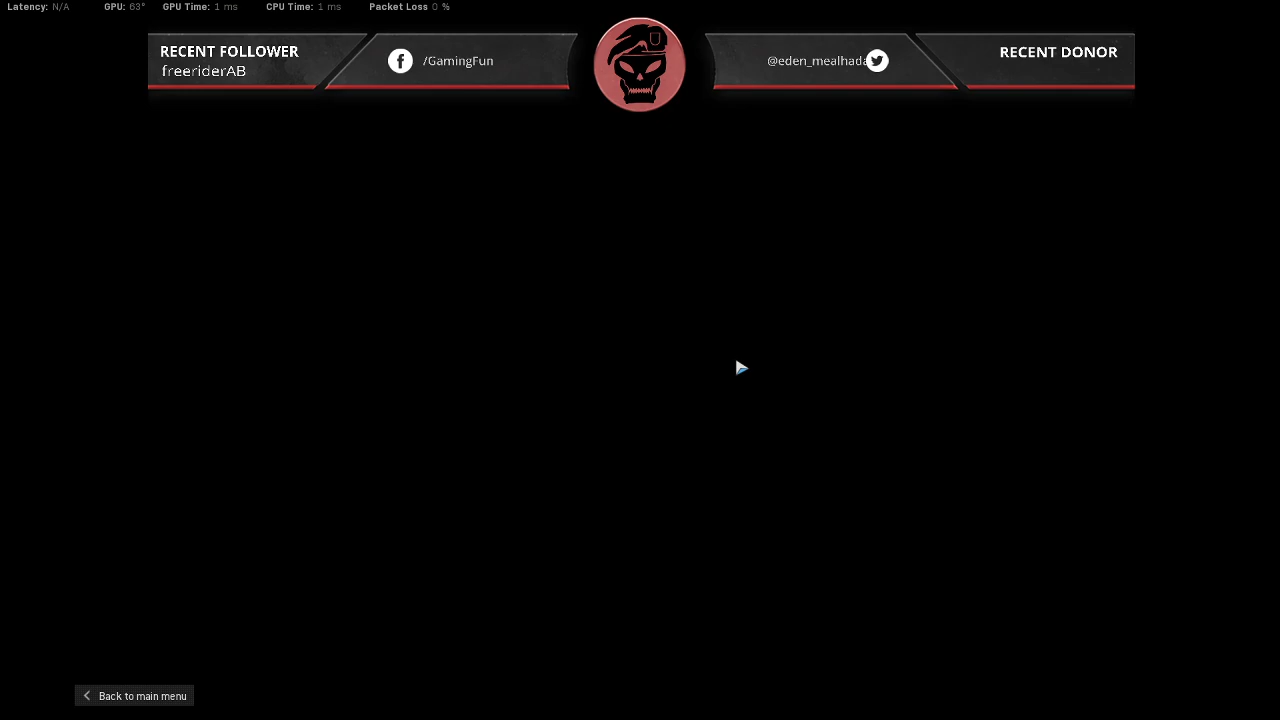 Latency: N/A GPU: 63° GPU Time: 1 ms CPU Time: 1 ms Packet Loss 0 %
RECENT FOLLOWER
freeriderAB
/GamingFun
@eden_mealhada
RECENT DONOR
Back to main menu